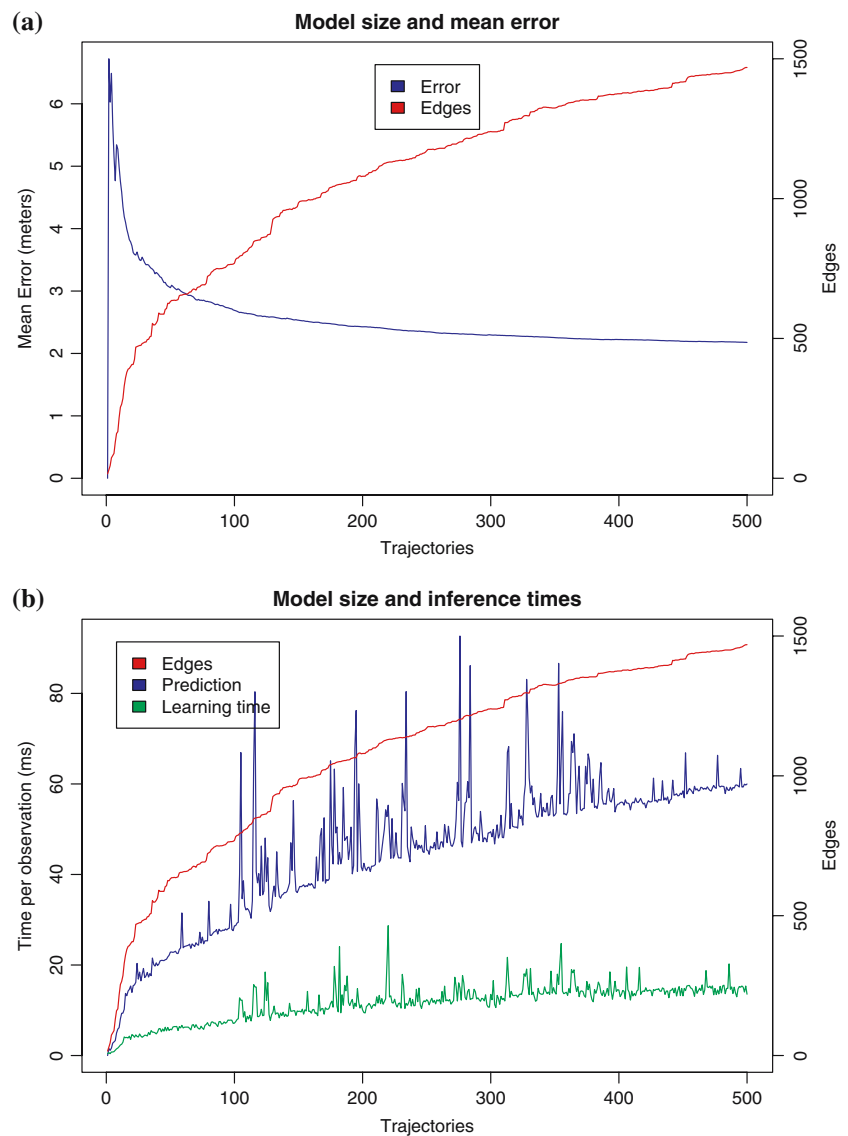 (a)
Model size and mean error
Error
Edges
Mean Error (meters)
0 1 2 3 4 5 6
Edges
0 500 1000 1500
0 100 200 300 400 500
Trajectories
(b)
Model size and inference times
Edges
Prediction
Learning time
Time per observation (ms)
0 20 40 60 80
Edges
0 500 1000 1500
0 100 200 300 400 500
Trajectories